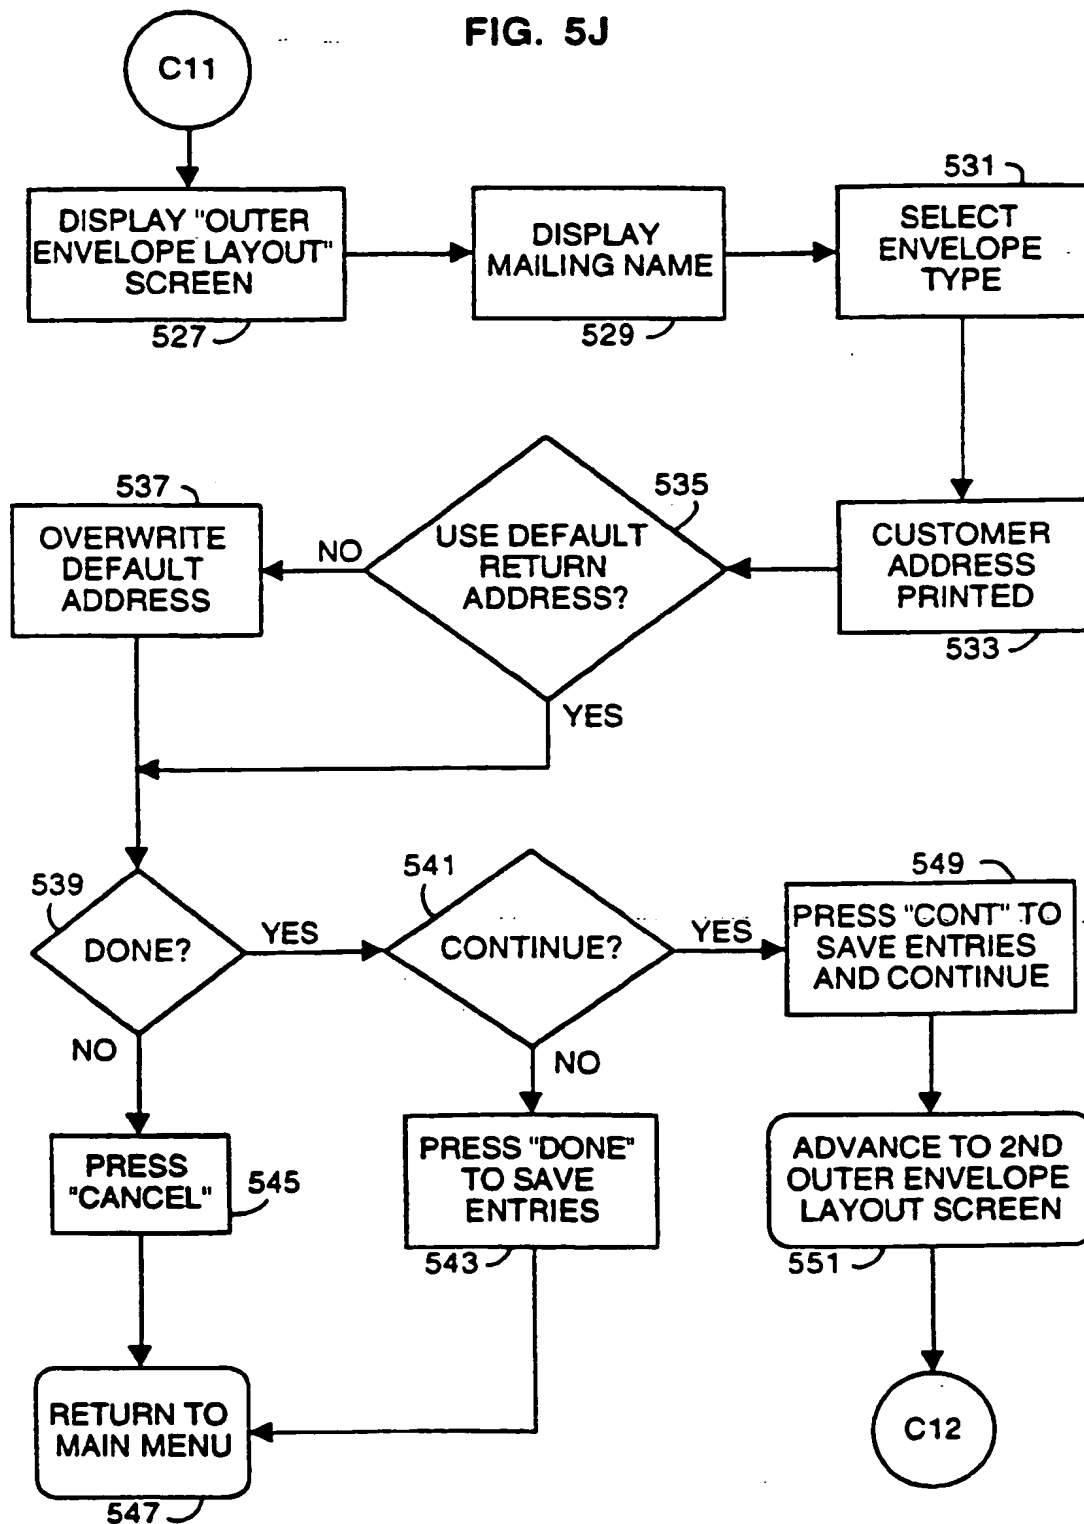 FIG. 5J
C11
DISPLAY "OUTER
ENVELOPE LAYOUT"
SCREEN
527
DISPLAY
MAILING NAME
529
531
SELECT
ENVELOPE
TYPE
537
OVERWRITE
DEFAULT
ADDRESS
NO
535
USE DEFAULT
RETURN
ADDRESS?
YES
CUSTOMER
ADDRESS
PRINTED
533
539
DONE?
YES
NO
541
CONTINUE?
YES
NO
549
PRESS "CONT" TO
SAVE ENTRIES
AND CONTINUE
PRESS
"CANCEL"
545
PRESS "DONE"
TO SAVE
ENTRIES
543
ADVANCE TO 2ND
OUTER ENVELOPE
LAYOUT SCREEN
551
RETURN TO
MAIN MENU
547
C12